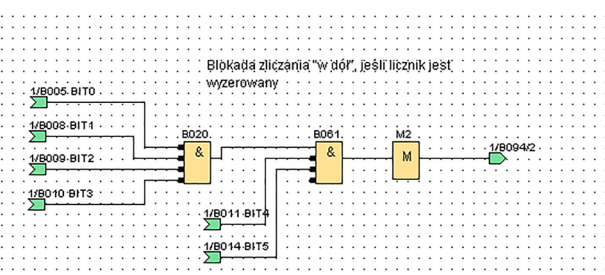 Blokada zliczania "w dół", jeśli licznik jest
wyzerowany
1/B005 BIT0
1/B008 BIT1
1/B009 BIT2
1/B010 BIT3
B020
&
1/B011 BIT4
1/B014 BIT5
B061
&
M2
M
1/B094/2